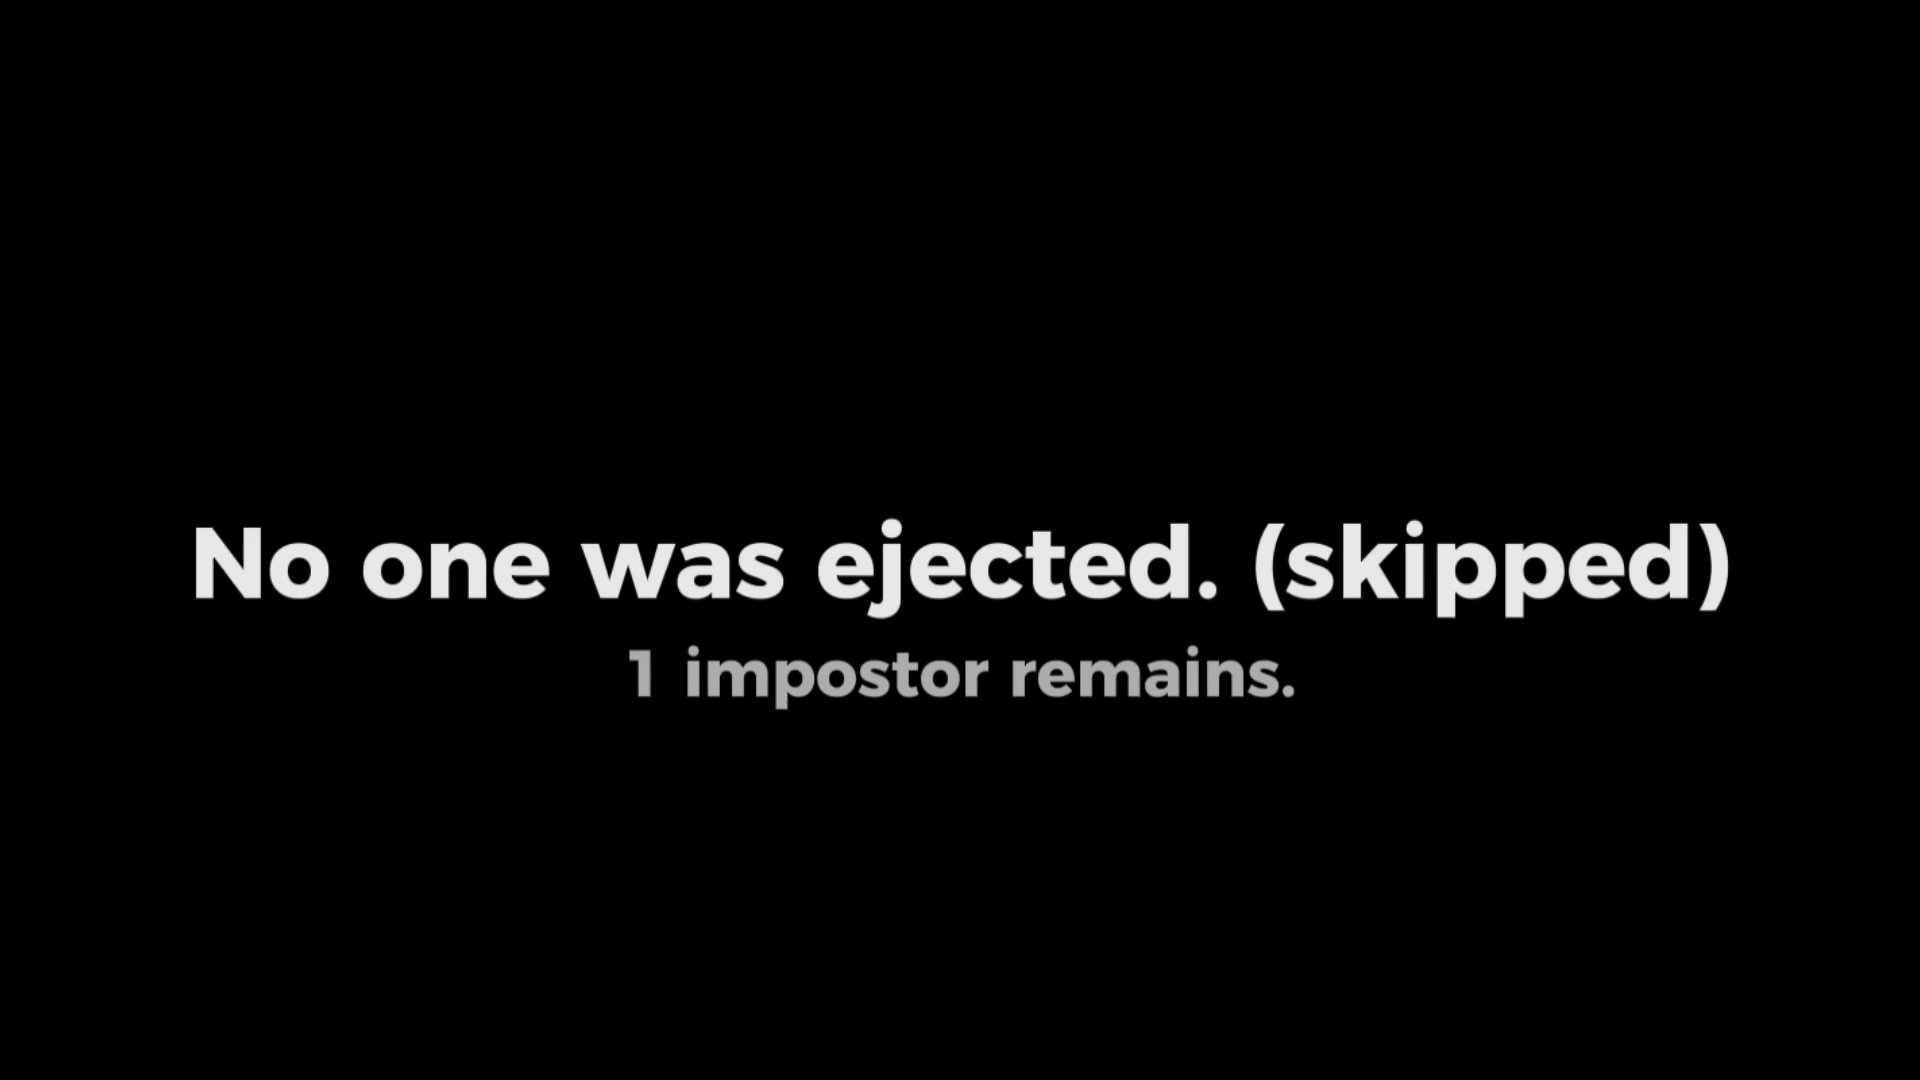 No one was ejected. (skipped)
1 impostor remains.